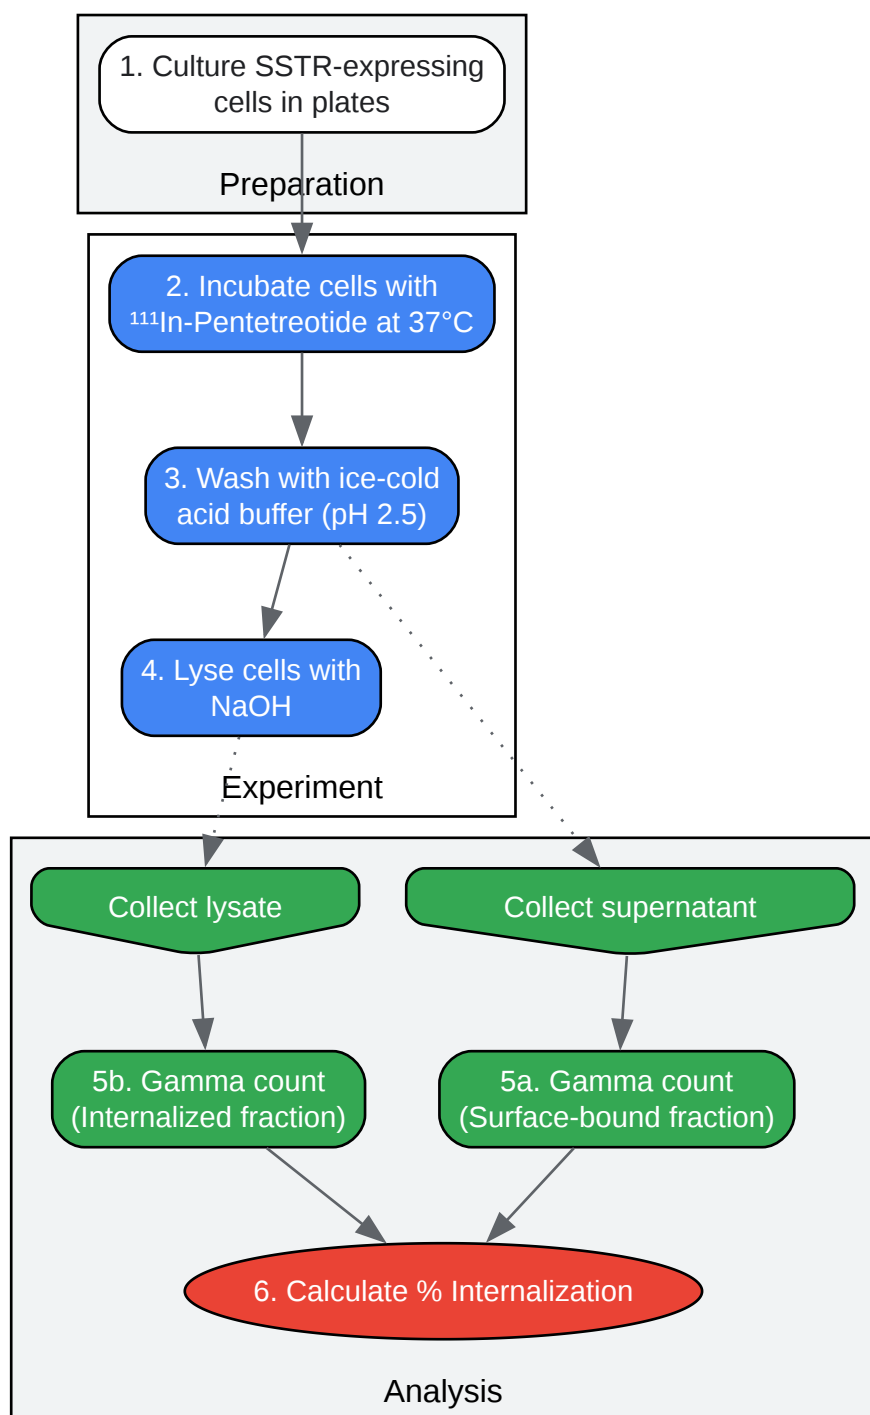 1. Culture SSTR-expressing
cells in plates
Preparation
2. Incubate cells with
¹¹¹In-Pentetreotide at 37°C
3. Wash with ice-cold
acid buffer (pH 2.5)
4. Lyse cells with
NaOH
Experiment
Collect lysate
Collect supernatant
5b. Gamma count
(Internalized fraction)
5a. Gamma count
(Surface-bound fraction)
6. Calculate % Internalization
Analysis